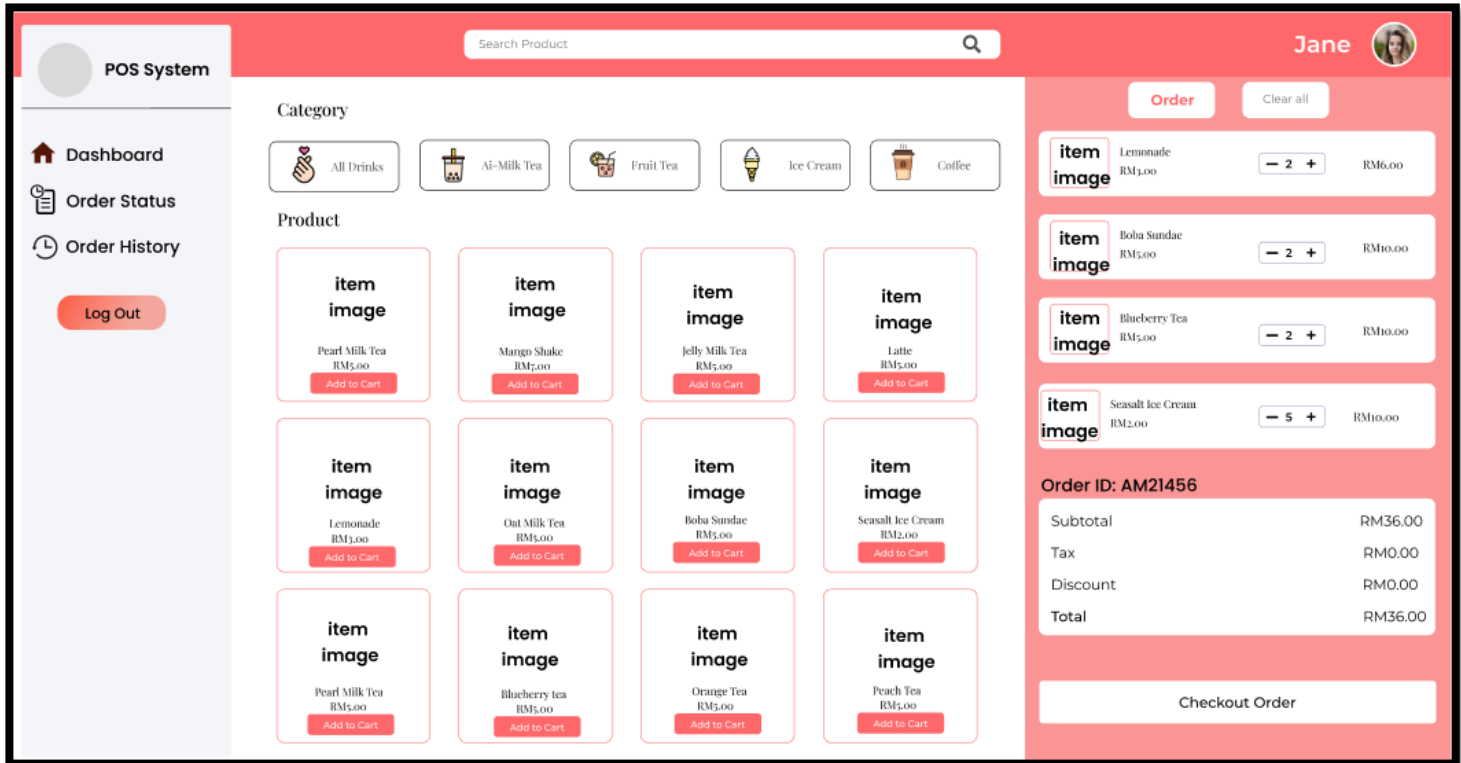 POS System
Search Product
Jane
Dashboard
Order Status
Order History
Log Out
Category
All Drinks
Ai-Milk Tea
Fruit Tea
Ice Cream
Coffee
Product
item
image
Pearl Milk Tea
RM5.00
Add to Cart
item
image
Mango Shake
RM7.00
Add to Cart
item
image
Jelly Milk Tea
RM5.00
Add to Cart
item
image
Latte
RM5.00
Add to Cart
item
image
Lemonade
RM3.00
Add to Cart
item
image
Oat Milk Tea
RM5.00
Add to Cart
item
image
Boba Sundae
RM5.00
Add to Cart
item
image
Seasalt Ice Cream
RM2.00
Add to Cart
item
image
Pearl Milk Tea
RM5.00
Add to Cart
item
image
Blueberry tea
RM5.00
Add to Cart
item
image
Orange Tea
RM5.00
Add to Cart
item
image
Peach Tea
RM5.00
Add to Cart
Order
Clear all
item
image
Lemonade
RM3.00
— 2 +
RM6.00
item
image
Boba Sundae
RM5.00
— 2 +
RM10.00
item
image
Blueberry Tea
RM5.00
— 2 +
RM10.00
item
image
Seasalt Ice Cream
RM2.00
— 5 +
RM10.00
Order ID: AM21456
Subtotal RM36.00
Tax RM0.00
Discount RM0.00
Total RM36.00
Checkout Order